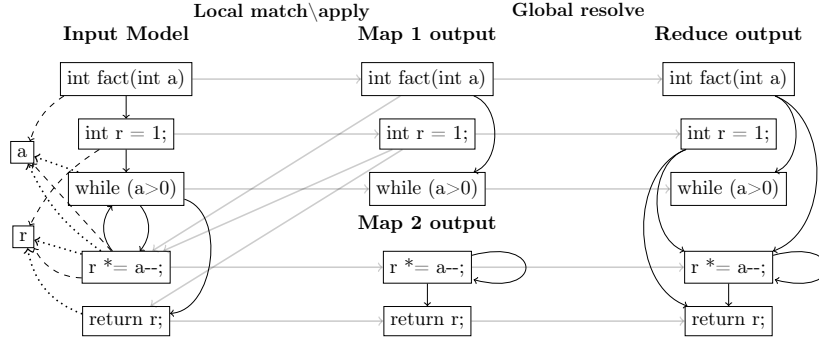 Local match\apply
Global resolve
Input Model
Map 1 output
Reduce output
int fact(int a)
int fact(int a)
int fact(int a)
int r = 1;
int r = 1;
int r = 1;
a
while (a>0)
while (a>0)
while (a>0)
Map 2 output
r
r *= a--;
r *= a--;
r *= a--;
return r;
return r;
return r;